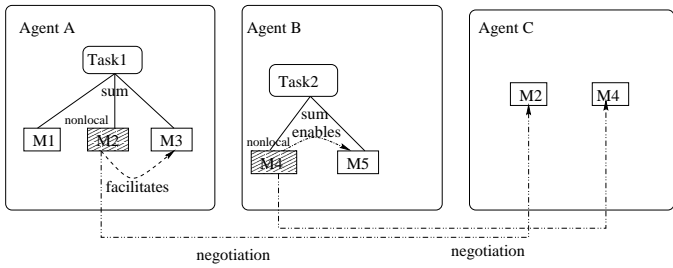 Agent A
Task1
sum
nonlocal
M1
M2
M3
facilitates
Agent B
Task2
sum
enables
nonlocal
M4
M5
Agent C
M2
M4
negotiation
negotiation